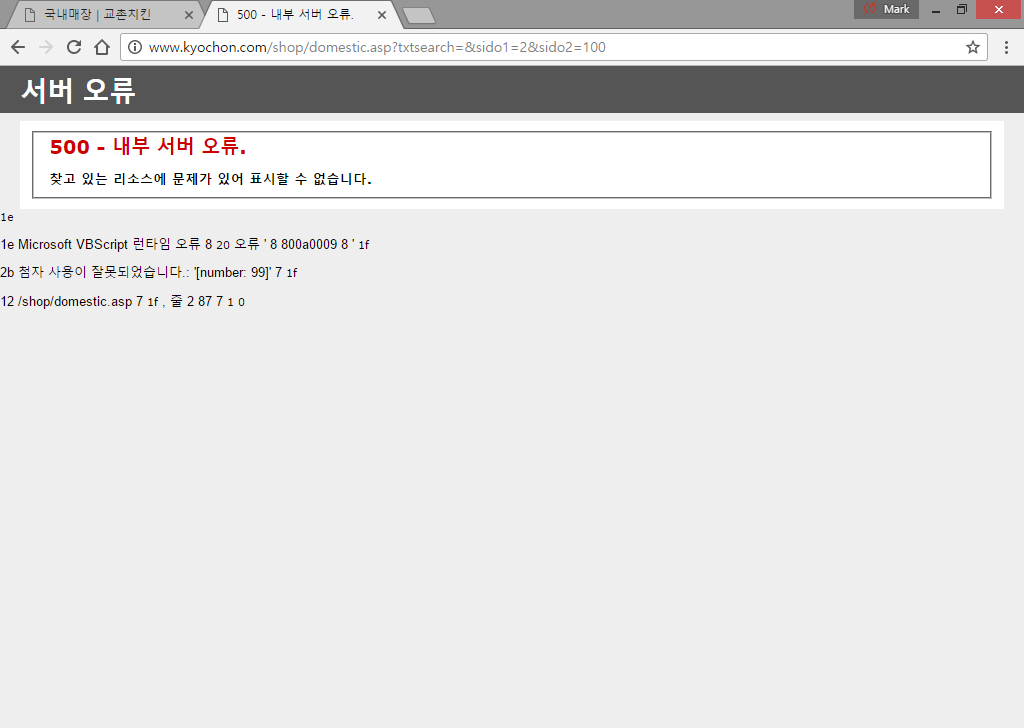 국내매장 | 교촌치킨
500 - 내부 서버 오류.
Mark
www.kyochon.com/shop/domestic.asp?txtsearch=&sido1=2&sido2=100
서버 오류
500 - 내부 서버 오류.
찾고 있는 리소스에 문제가 있어 표시할 수 없습니다.
1e
1e Microsoft VBScript 런타임 오류 8 20 오류 ' 8 800a0009 8 ' 1f
2b 첨자 사용이 잘못되었습니다.: '[number: 99]' 7 1f
12 /shop/domestic.asp 7 1f , 줄 2 87 7 1 0